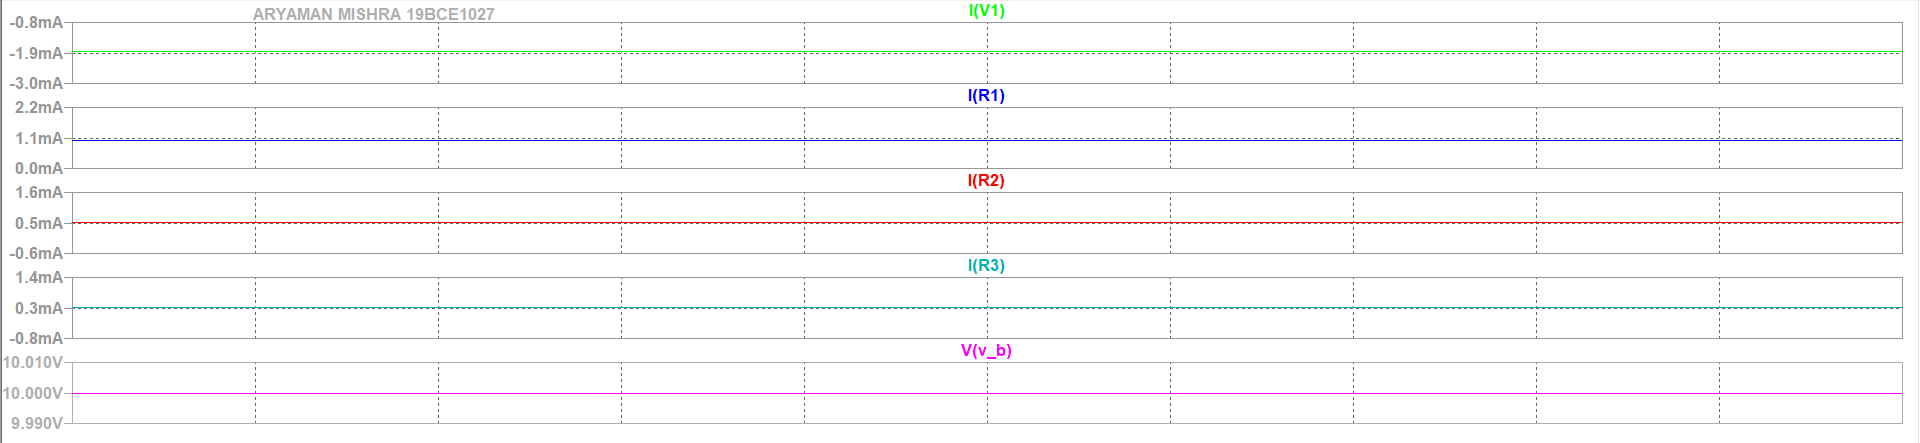 ARYAMAN MISHRA 19BCE1027
I(V1)
-0.8mA
-1.9mA
-3.0mA
I(R1)
2.2mA
1.1mA
0.0mA
I(R2)
1.6mA
0.5mA
-0.6mA
I(R3)
1.4mA
0.3mA
-0.8mA
V(v_b)
10.010V
10.000V
9.990V